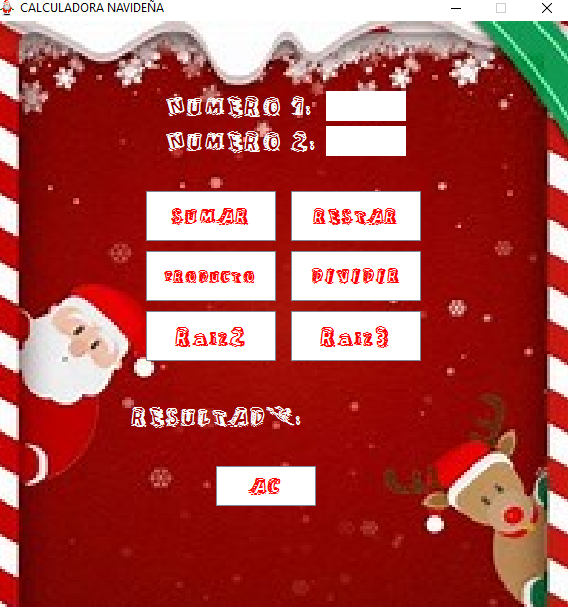 CALCULADORA NAVIDEÑA
NUMERO 1:
NUMERO 2:
SUMAR RESTAR
PRODUCTO DIVIDIR
Raiz2 Raiz3
RESULTADO:
AC